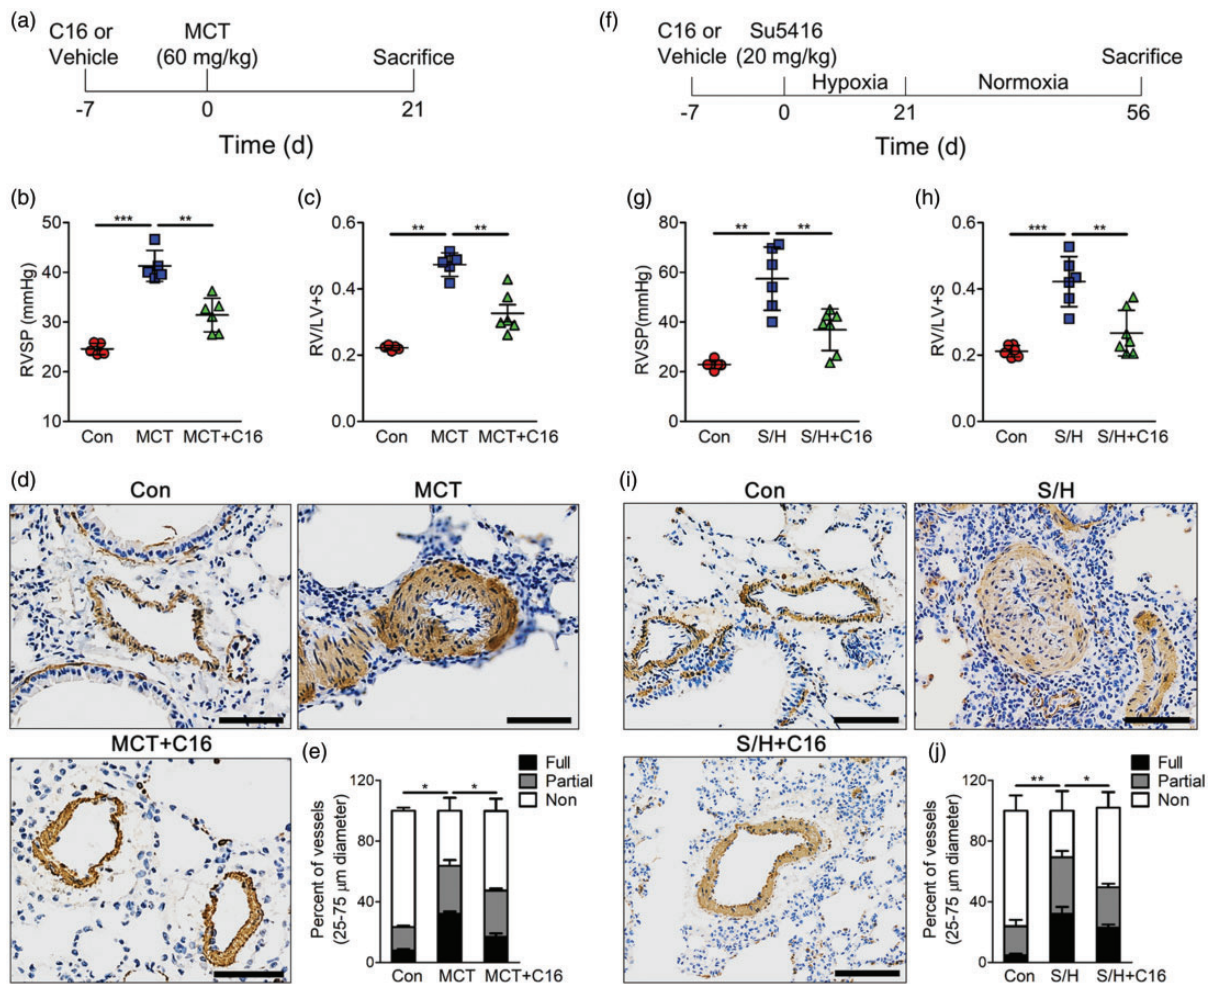 (a)
C16 or
Vehicle
MCT
(60 mg/kg)
Sacrifice
-7
0
21
Time (d)
(f)
C16 or
Vehicle
Su5416
(20 mg/kg)
Hypoxia
Normoxia
Sacrifice
-7
0
21
56
Time (d)
(b)
RVSP (mmHg)
50
40
30
20
10
***
**
Con
MCT
MCT+C16
(c)
RV/LV+S
0.6
0.4
0.2
0.0
**
**
Con
MCT
MCT+C16
(g)
RVSP(mmHg)
80
60
40
20
0
**
**
Con
S/H
S/H+C16
(h)
RV/LV+S
0.6
0.4
0.2
0.0
***
**
Con
S/H
S/H+C16
(d)
Con
MCT
MCT+C16
(e)
Full
Partial
Non
Percent of vessels
(25-75 μm diameter)
120
80
40
0
*
*
Con
MCT
MCT+C16
(i)
Con
S/H
S/H+C16
(j)
Full
Partial
Non
Percent of vessels
(25-75 μm diameter)
120
80
40
0
**
*
Con
S/H
S/H+C16